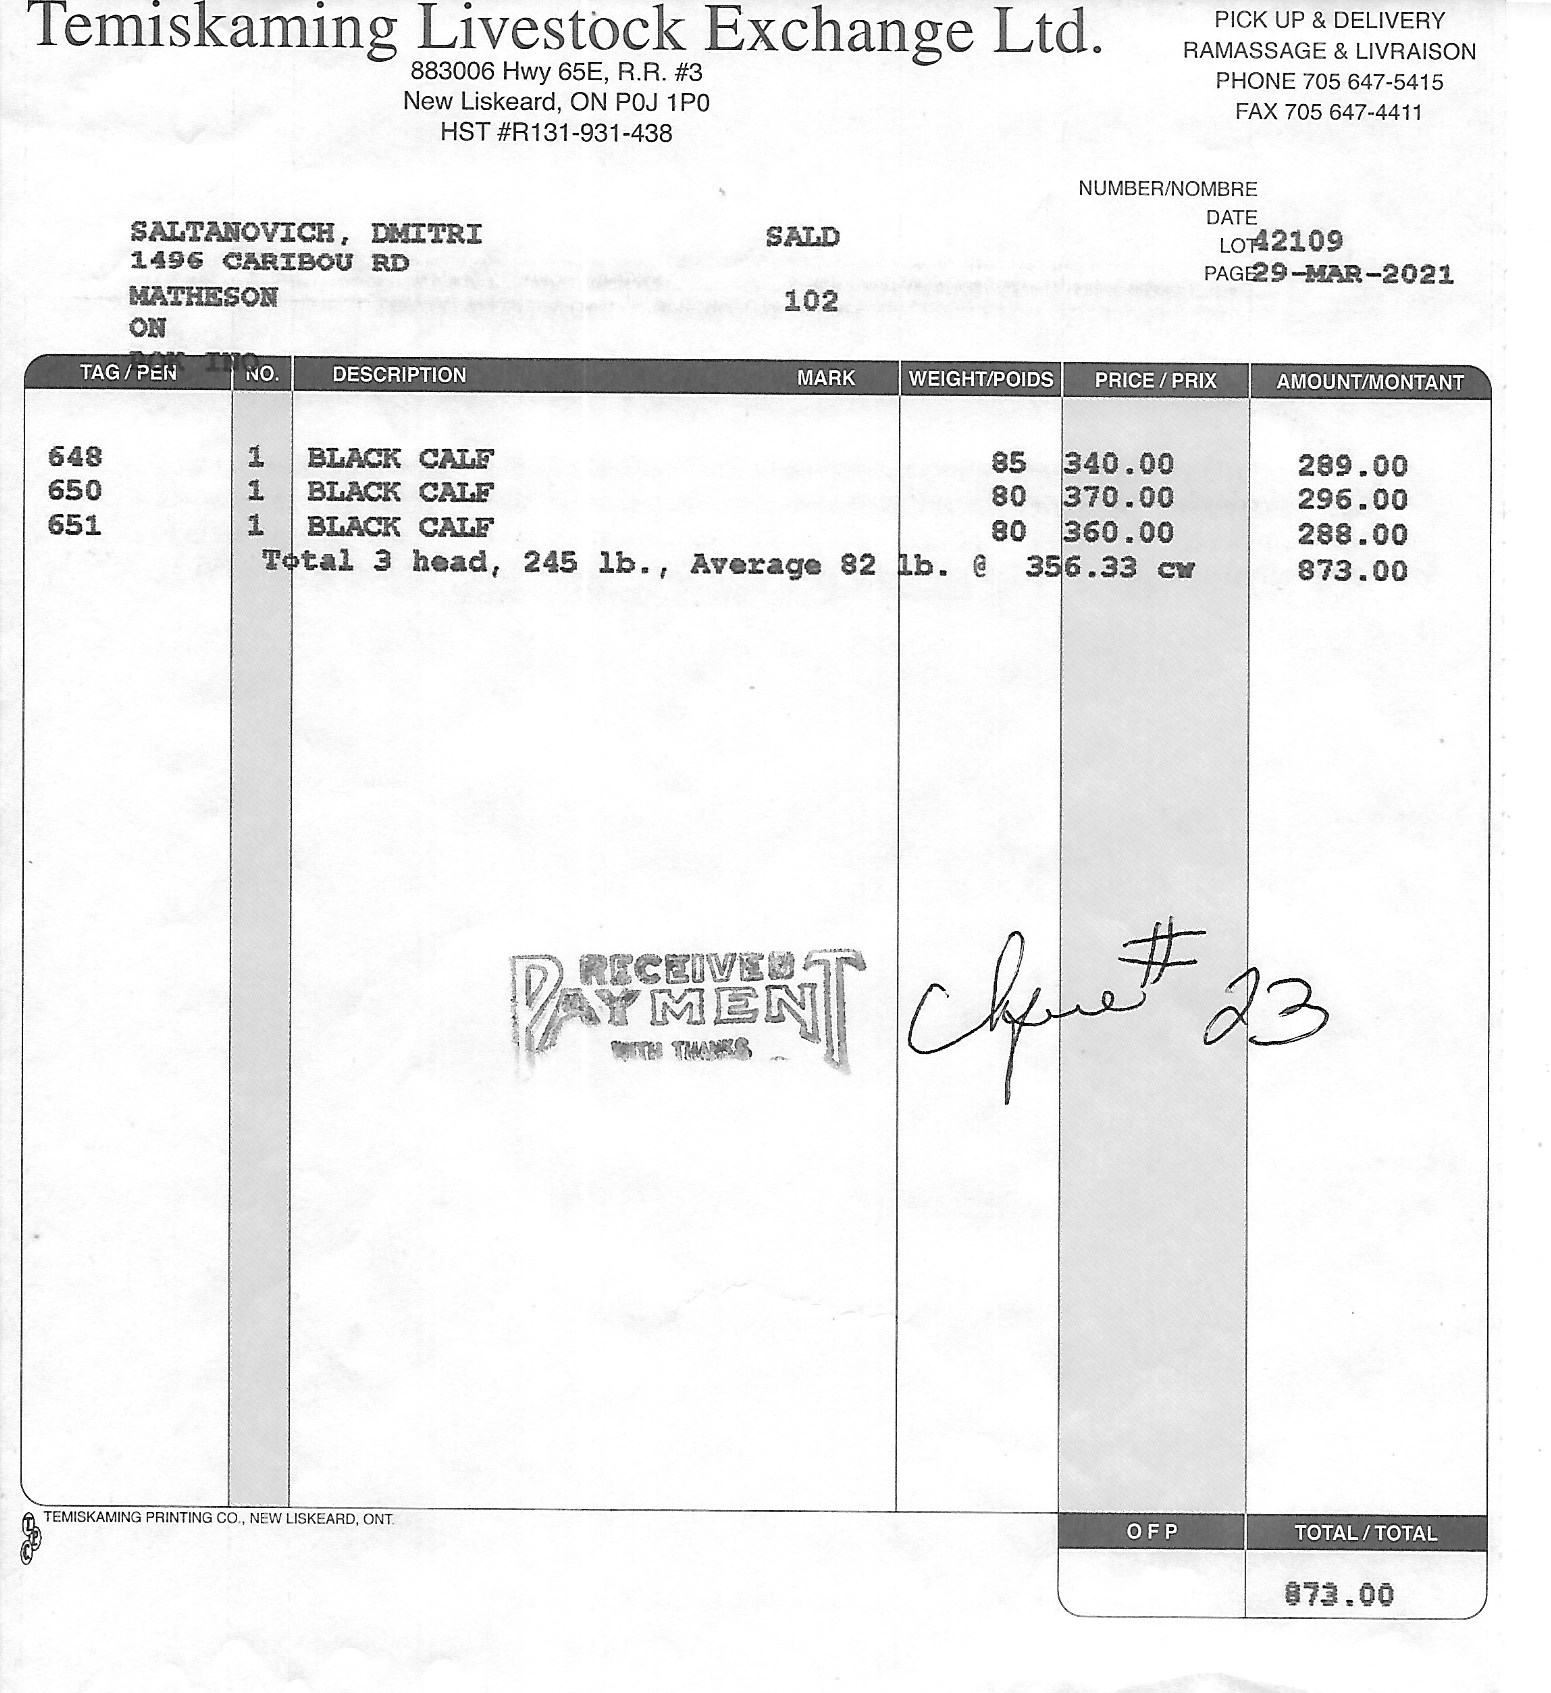 Temiskaming Livestock Exchange Ltd.
883006 Hwy 65E, R.R. #3
New Liskeard, ON P0J 1P0
HST #R131-931-438
PICK UP & DELIVERY
RAMASSAGE & LIVRAISON
PHONE 705 647-5415
FAX 705 647-4411
NUMBER/NOMBRE
DATE
LOT 42109
PAGE 29-MAR-2021
SALTANOVICH, DMITRI SALD
1496 CARIBOU RD
MATHESON 102
ON
TAG / PEN NO. DESCRIPTION MARK WEIGHT/POIDS PRICE / PRIX AMOUNT/MONTANT
648 1 BLACK CALF 85 340.00 289.00
650 1 BLACK CALF 80 370.00 296.00
651 1 BLACK CALF 80 360.00 288.00
Total 3 head, 245 lb., Average 82 lb. @ 356.33 cw 873.00
RECEIVED
PAYMENT
WITH THANKS
Cheque # 23
TEMISKAMING PRINTING CO., NEW LISKEARD, ONT.
O F P TOTAL / TOTAL
873.00